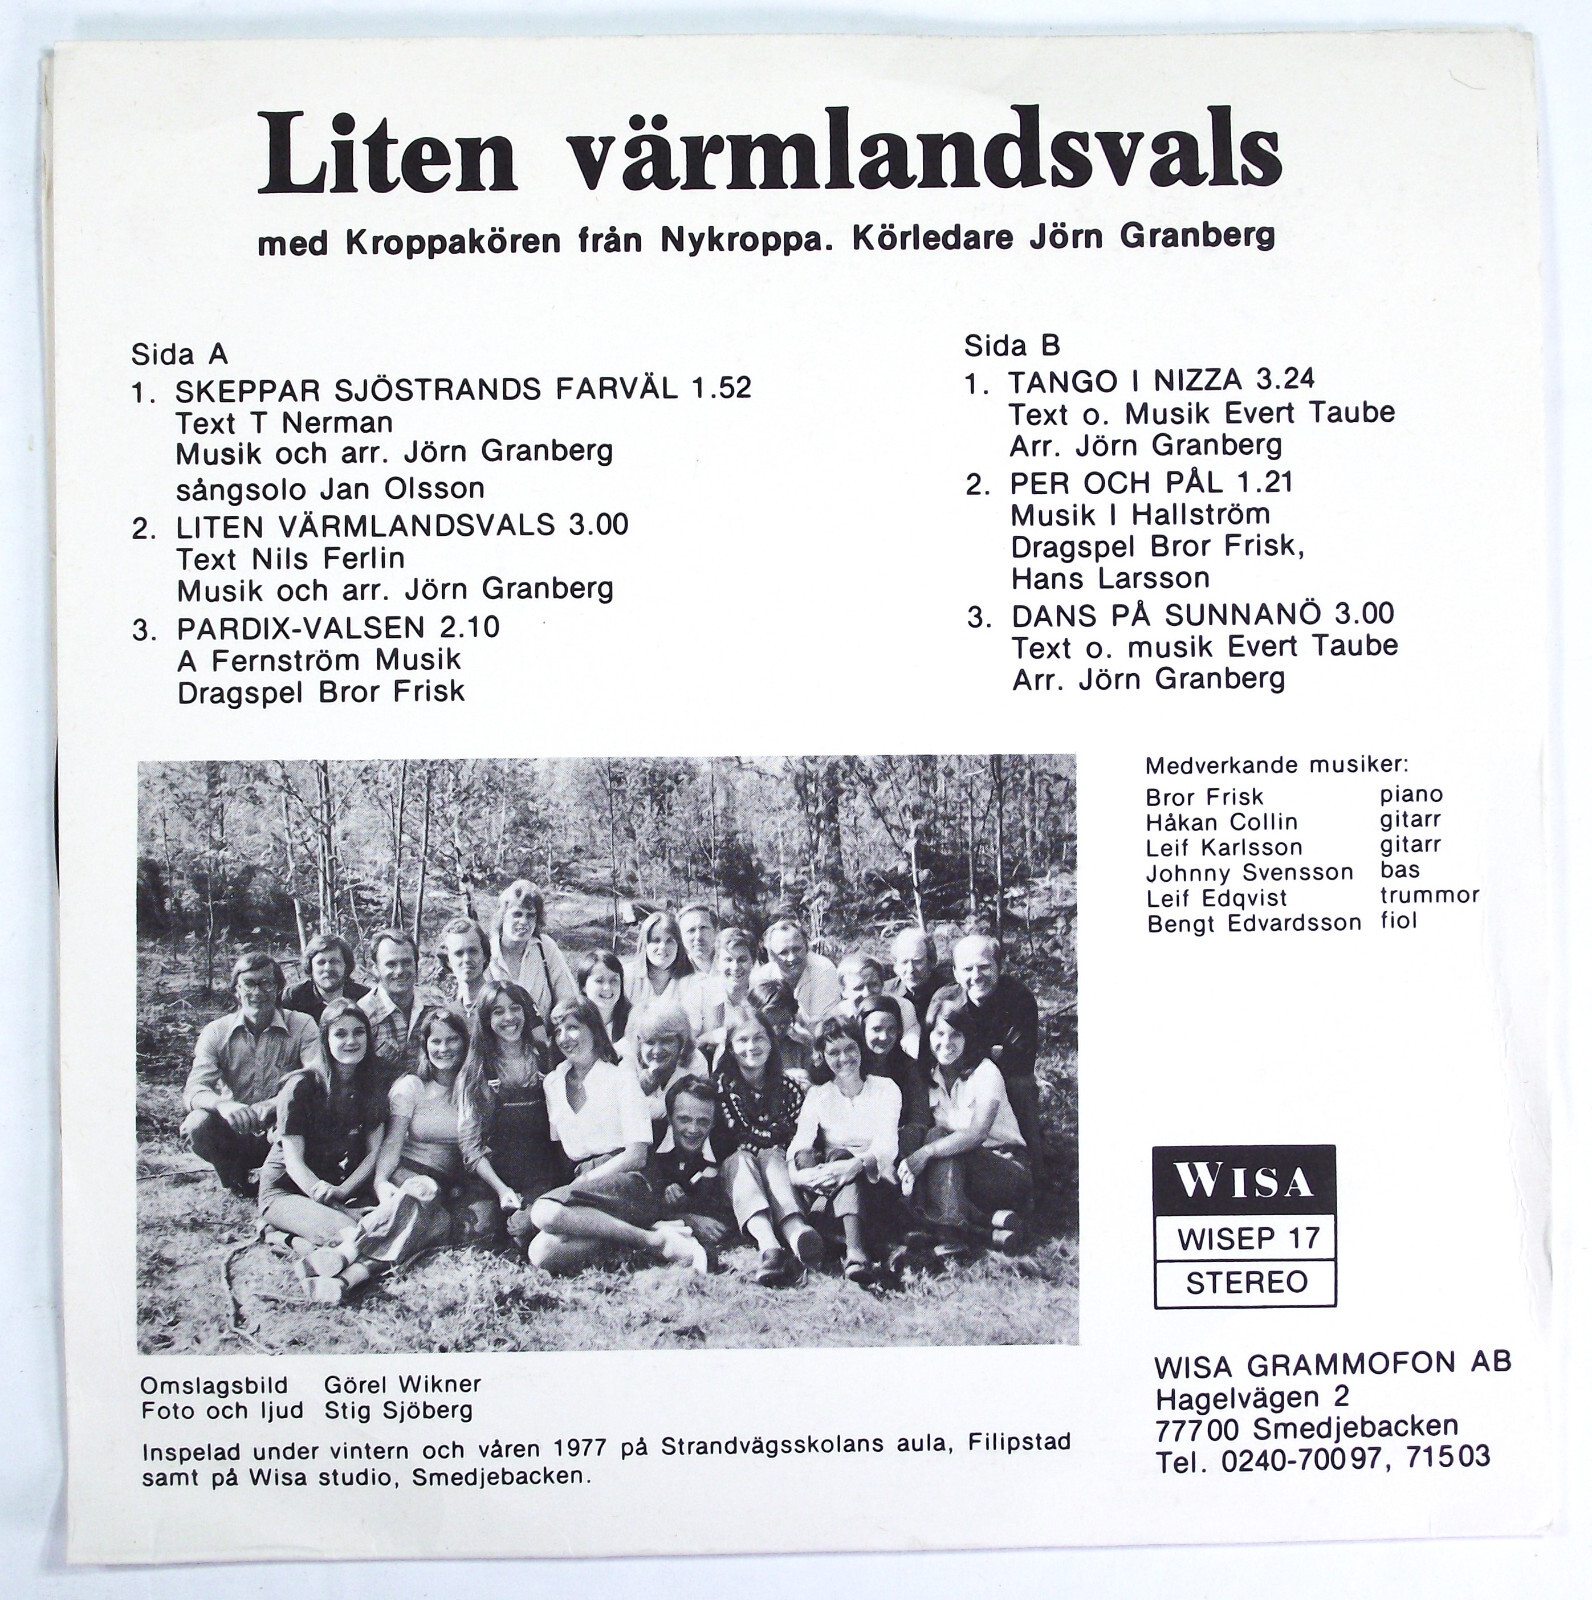 Liten värmlandsvals
med Kroppakören från Nykroppa. Körledare Jörn Granberg
Sida A
1. SKEPPAR SJÖSTRANDS FARVÄL 1.52
Text T Nerman
Musik och arr. Jörn Granberg
sångsolo Jan Olsson
2. LITEN VÄRMLANDSVALS 3.00
Text Nils Ferlin
Musik och arr. Jörn Granberg
3. PARDIX-VALSEN 2.10
A Fernström Musik
Dragspel Bror Frisk
Sida B
1. TANGO I NIZZA 3.24
Text o. Musik Evert Taube
Arr. Jörn Granberg
2. PER OCH PÅL 1.21
Musik I Hallström
Dragspel Bror Frisk,
Hans Larsson
3. DANS PÅ SUNNANÖ 3.00
Text o. musik Evert Taube
Arr. Jörn Granberg
Medverkande musiker:
Bror Frisk piano
Håkan Collin gitarr
Leif Karlsson gitarr
Johnny Svensson bas
Leif Edqvist trummor
Bengt Edvardsson fiol
WISA
WISEP 17
STEREO
Omslagsbild Görel Wikner
Foto och ljud Stig Sjöberg
Inspelad under vintern och våren 1977 på Strandvägsskolans aula, Filipstad
samt på Wisa studio, Smedjebacken.
WISA GRAMMOFON AB
Hagelvägen 2
77700 Smedjebacken
Tel. 0240-70097, 71503